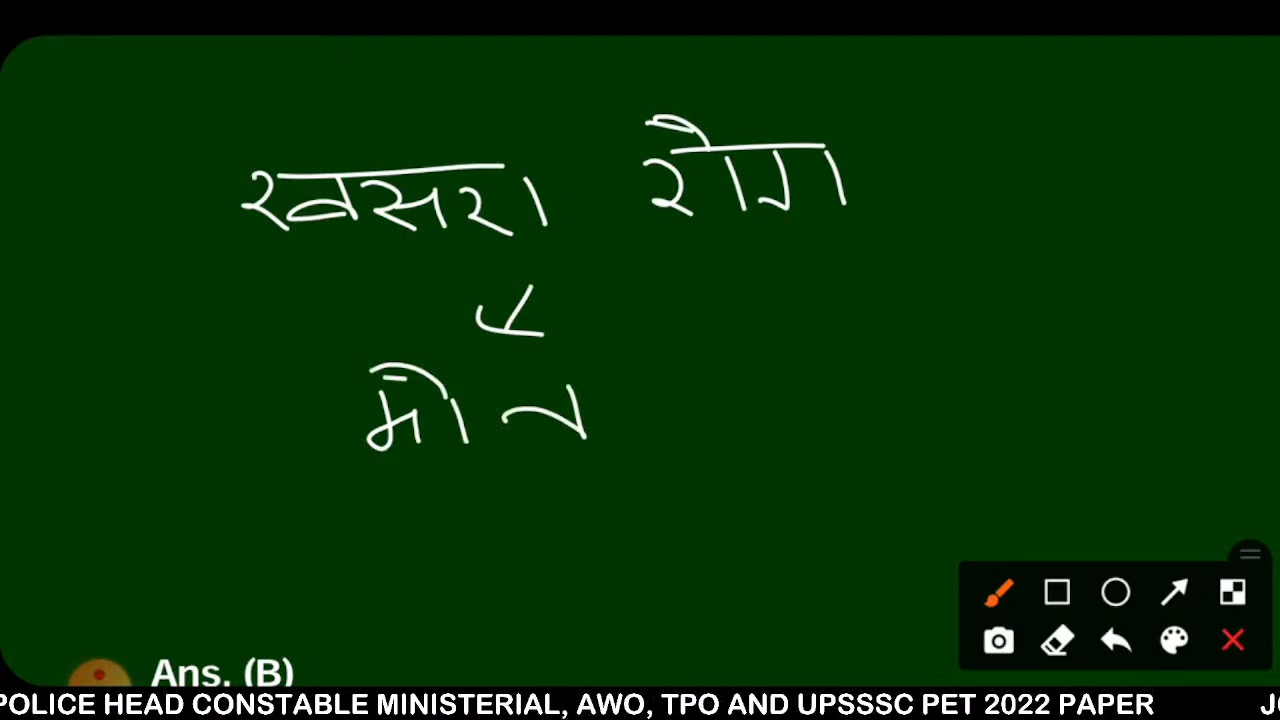 खसरा रोग
मोन
Ans. (B)
POLICE HEAD CONSTABLE MINISTERIAL, AWO, TPO AND UPSSSC PET 2022 PAPER